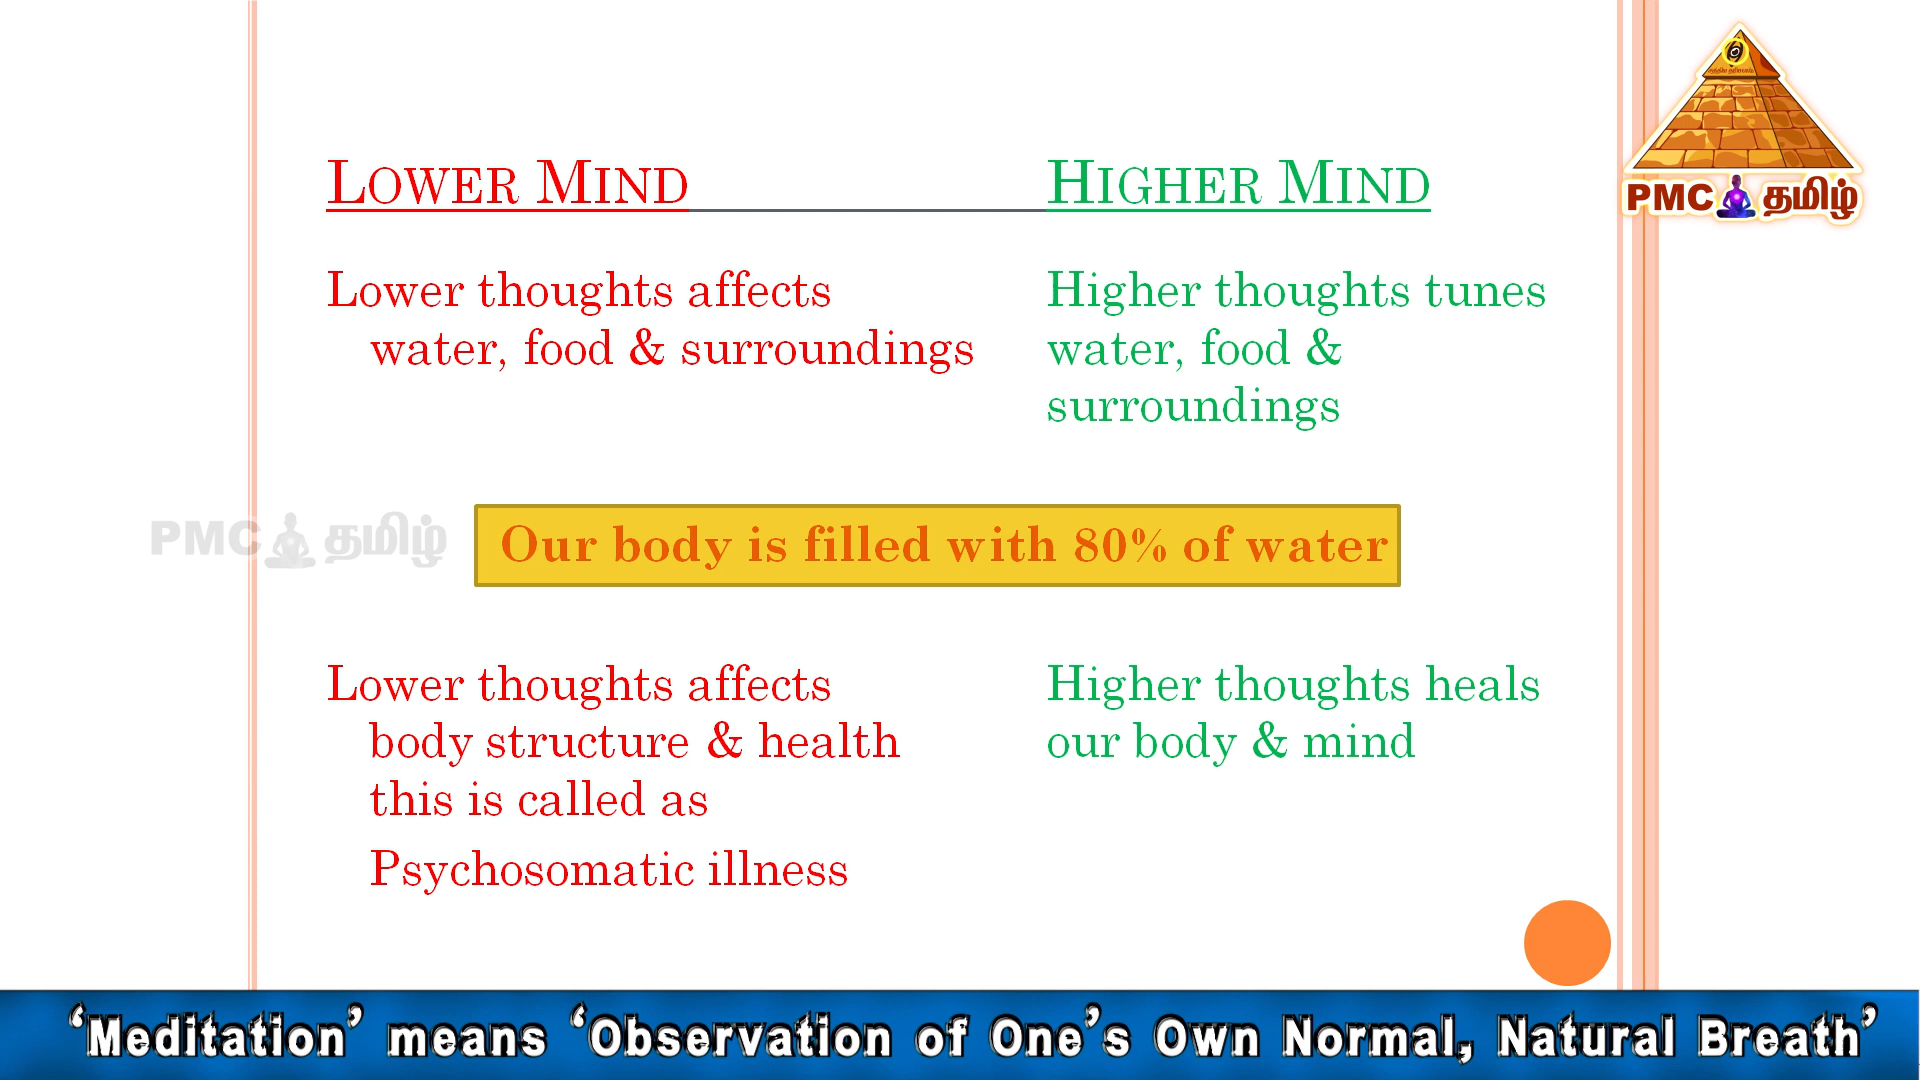 LOWER MIND
HIGHER MIND
PMC தமிழ்
Lower thoughts affects
water, food & surroundings
Higher thoughts tunes
water, food &
surroundings
PMC தமிழ்
Our body is filled with 80% of water
Lower thoughts affects
body structure & health
this is called as
Psychosomatic illness
Higher thoughts heals
our body & mind
‘Meditation’ means ‘Observation of One’s Own Normal, Natural Breath’